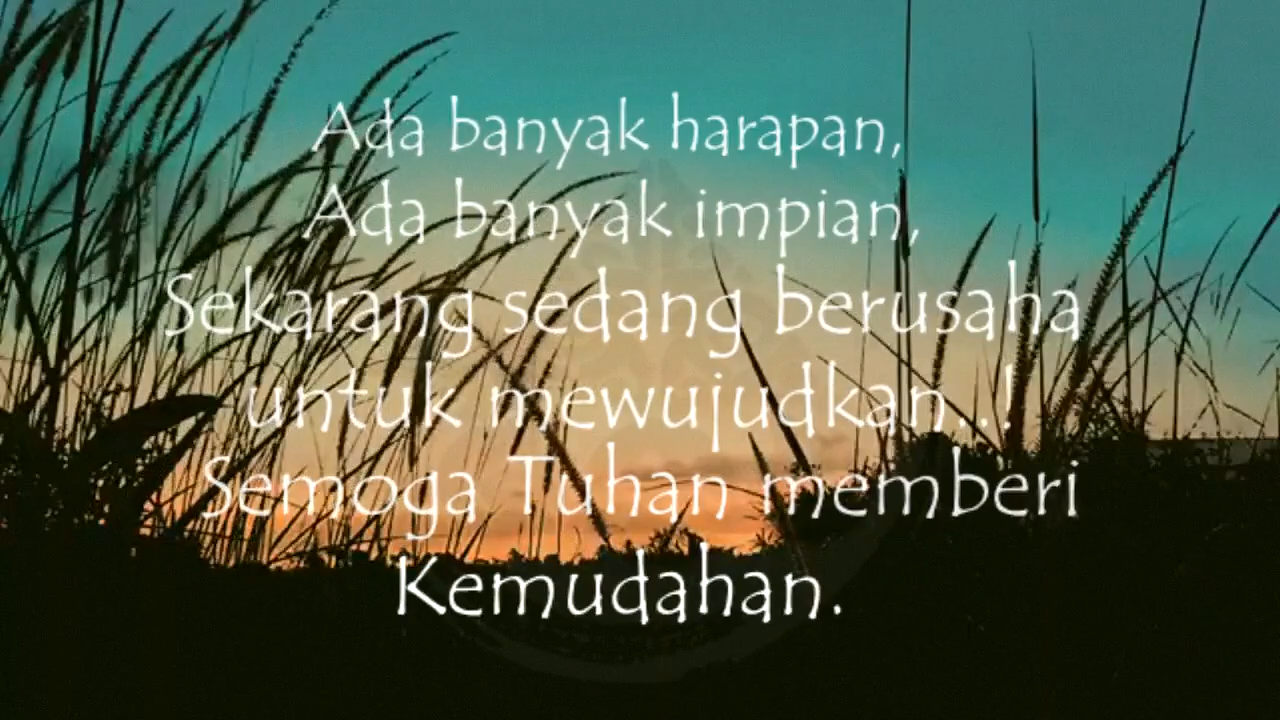 Ada banyak harapan,
Ada banyak impian,
Sekarang sedang berusaha
untuk mewujudkan..!
Semoga Tuhan memberi
Kemudahan.